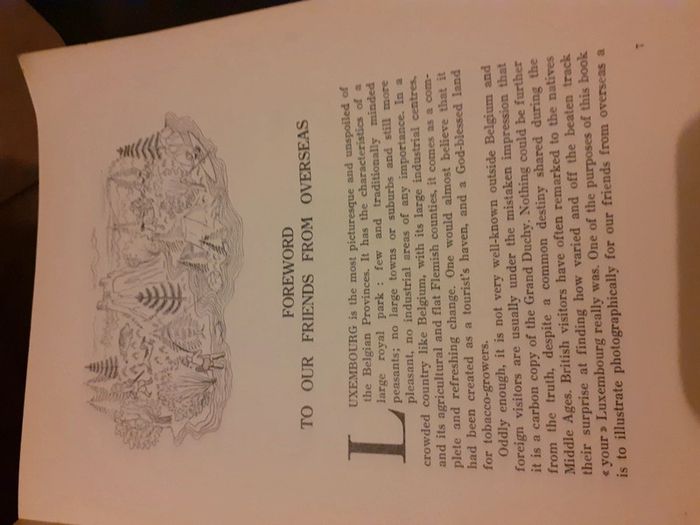 FOREWORD
TO OUR FRIENDS FROM OVERSEAS
LUXEMBOURG is the most picturesque and unspoiled of
the Belgian Provinces. It has the characteristics of a
large royal park : few and traditionally minded
peasants; no large towns or suburbs and still more
pleasant, no industrial areas of any importance. In a
crowded country like Belgium, with its large industrial centres,
and its agricultural and flat Flemish counties, it comes as a com-
plete and refreshing change. One would almost believe that it
had been created as a tourist's haven, and a God-blessed land
for tobacco-growers.
Oddly enough, it is not very well-known outside Belgium and
foreign visitors are usually under the mistaken impression that
it is a carbon copy of the Grand Duchy. Nothing could be further
from the truth, despite a common destiny shared during the
Middle Ages. British visitors have often remarked to the natives
their surprise at finding how varied and off the beaten track
« your » Luxembourg really was. One of the purposes of this book
is to illustrate photographically for our friends from overseas a
7